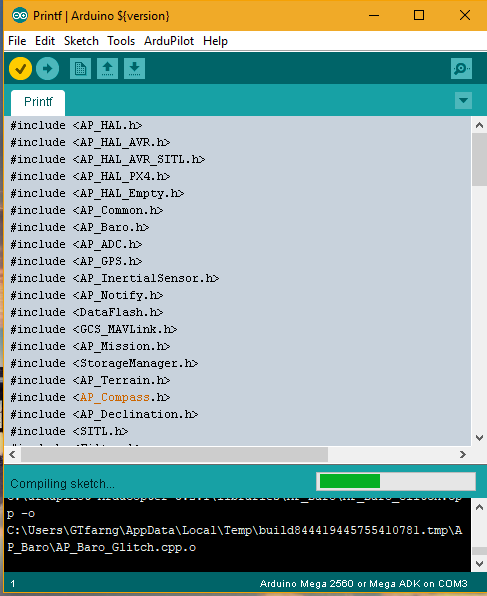 Printf | Arduino ${version}
File Edit Sketch Tools ArduPilot Help
Printf
#include <AP_HAL.h>
#include <AP_HAL_AVR.h>
#include <AP_HAL_AVR_SITL.h>
#include <AP_HAL_PX4.h>
#include <AP_HAL_Empty.h>
#include <AP_Common.h>
#include <AP_Baro.h>
#include <AP_ADC.h>
#include <AP_GPS.h>
#include <AP_InertialSensor.h>
#include <AP_Notify.h>
#include <DataFlash.h>
#include <GCS_MAVLink.h>
#include <AP_Mission.h>
#include <StorageManager.h>
#include <AP_Terrain.h>
#include <AP_Compass.h>
#include <AP_Declination.h>
#include <SITL.h>
Compiling sketch...
p -o
C:\Users\GTfarng\AppData\Local\Temp\build844419445755410781.tmp\A
P_Baro\AP_Baro_Glitch.cpp.o
1
Arduino Mega 2560 or Mega ADK on COM3